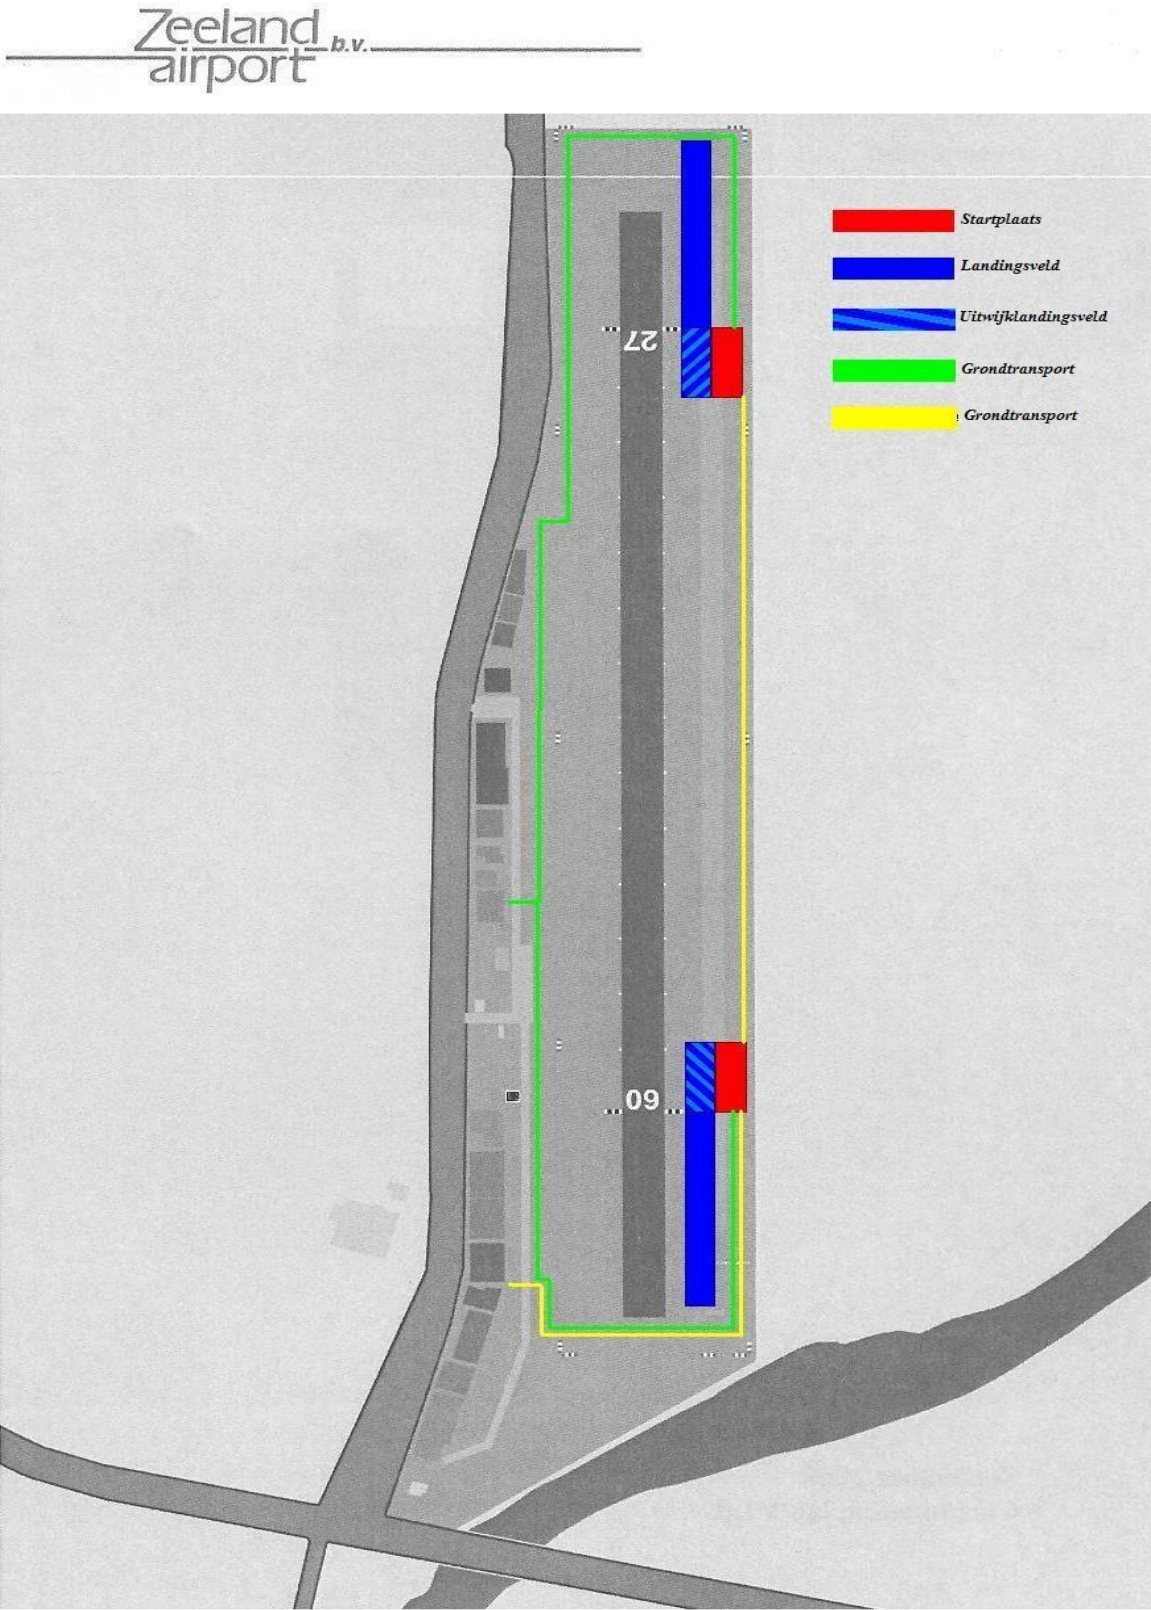 Zeeland b.v.
airport
Startplaats
Landingsveld
Uitwijklandingsveld
Grondtransport
Grondtransport
27
09